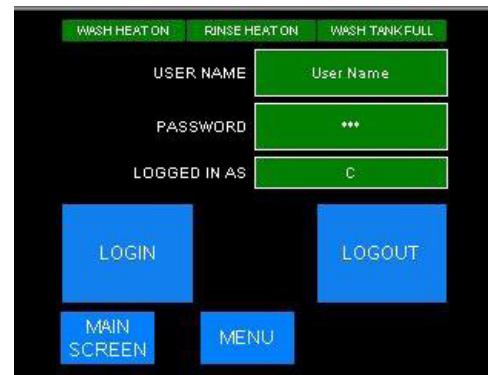 WASH HEAT ON RINSE HEAT ON WASH TANK FULL
USER NAME User Name
PASSWORD ***
LOGGED IN AS C
LOGIN LOGOUT
MAIN
SCREEN MENU